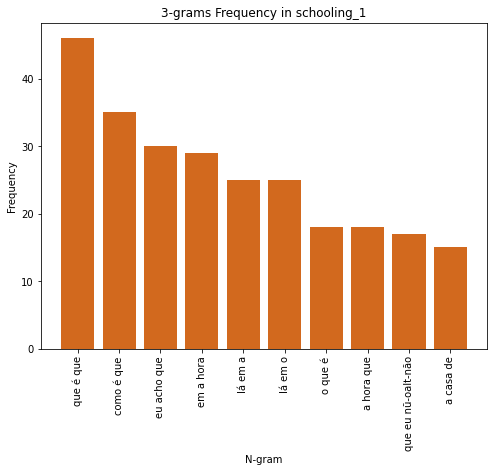 3-grams Frequency in schooling_1
Frequency
40
30
20
10
0
que é que
como é que
eu acho que
em a hora
lá em a
lá em o
o que é
a hora que
que eu nú-oalt-não
a casa de
N-gram